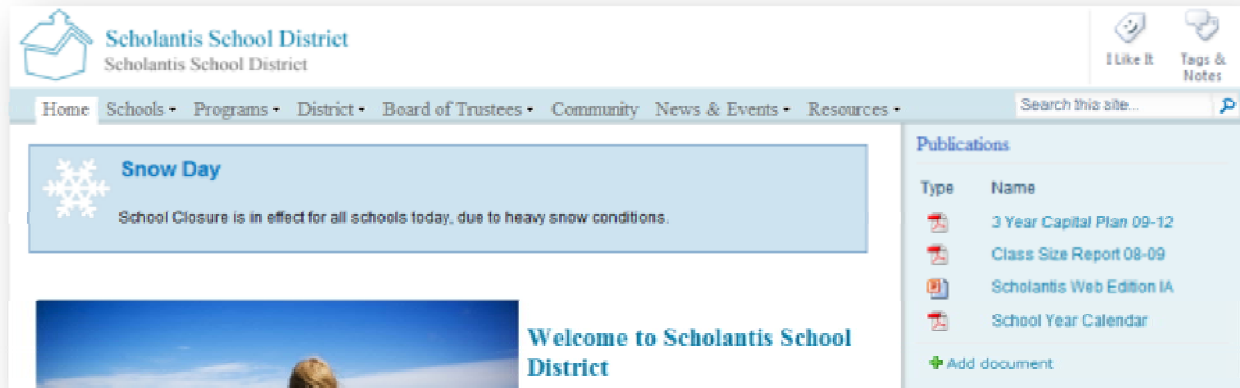 Scholantis School District
Scholantis School District
I Like It
Tags & Notes
Home Schools Programs District Board of Trustees Community News & Events Resources
Search this site...
Snow Day
School Closure is in effect for all schools today, due to heavy snow conditions.
Welcome to Scholantis School
District
Publications
Type Name
3 Year Capital Plan 09-12
Class Size Report 08-09
Scholantis Web Edition IA
School Year Calendar
Add document